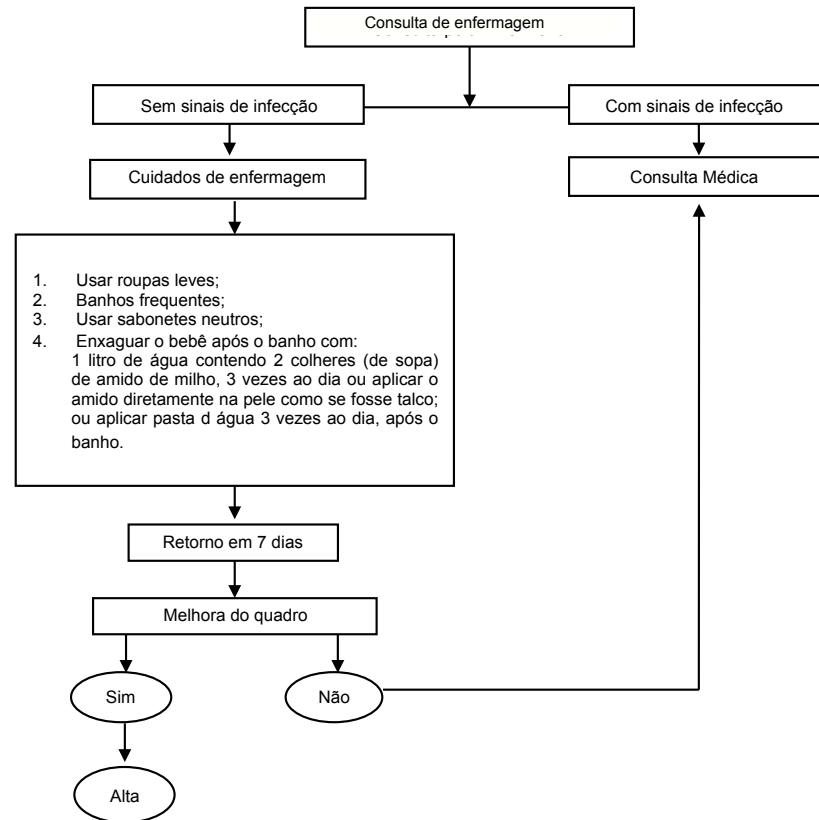 Consulta de enfermagem
Sem sinais de infecção
Com sinais de infecção
Cuidados de enfermagem
Consulta Médica
1. Usar roupas leves;
2. Banhos frequentes;
3. Usar sabonetes neutros;
4. Enxaguar o bebê após o banho com:
1 litro de água contendo 2 colheres (de sopa)
de amido de milho, 3 vezes ao dia ou aplicar o
amido diretamente na pele como se fosse talco;
ou aplicar pasta d água 3 vezes ao dia, após o
banho.
Retorno em 7 dias
Melhora do quadro
Sim
Não
Alta